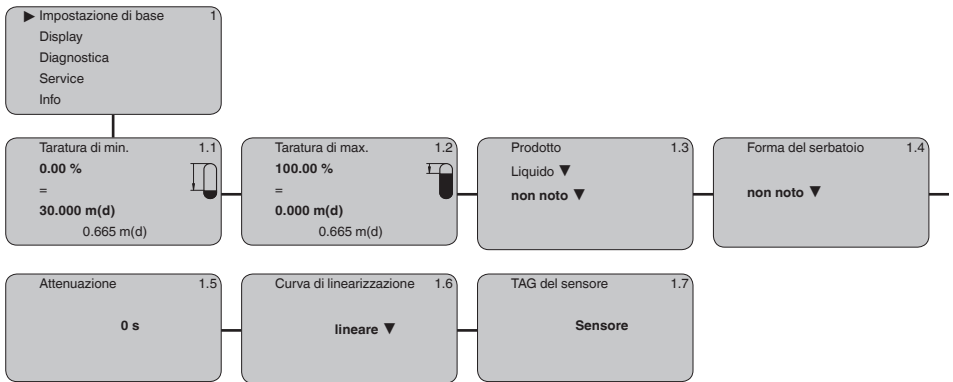 ▶ Impostazione di base 1
Display
Diagnostica
Service
Info
Taratura di min. 1.1
0.00 %
=
30.000 m(d)
0.665 m(d)
Taratura di max. 1.2
100.00 %
=
0.000 m(d)
0.665 m(d)
Prodotto 1.3
Liquido ▼
non noto ▼
Forma del serbatoio 1.4
non noto ▼
Attenuazione 1.5
0 s
Curva di linearizzazione 1.6
lineare ▼
TAG del sensore 1.7
Sensore